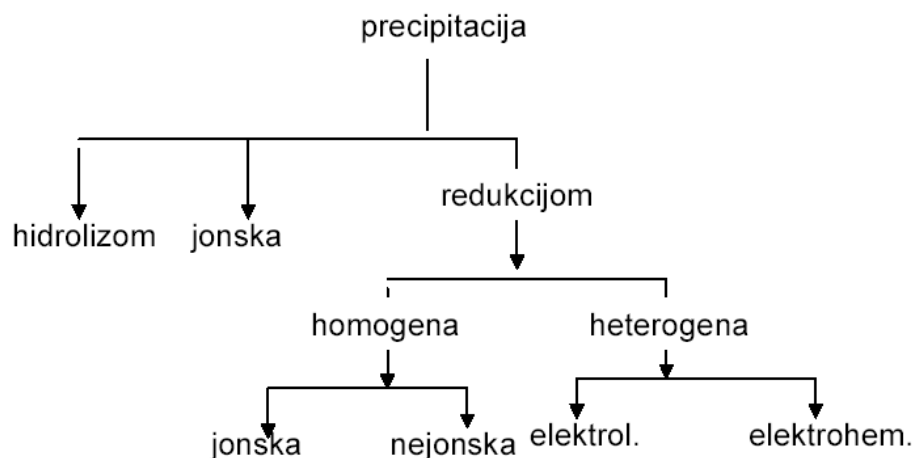 precipitacija
redukcijom
hidrolizom jonska
homogena heterogena
jonska nejonska elektrol. elektrohem.